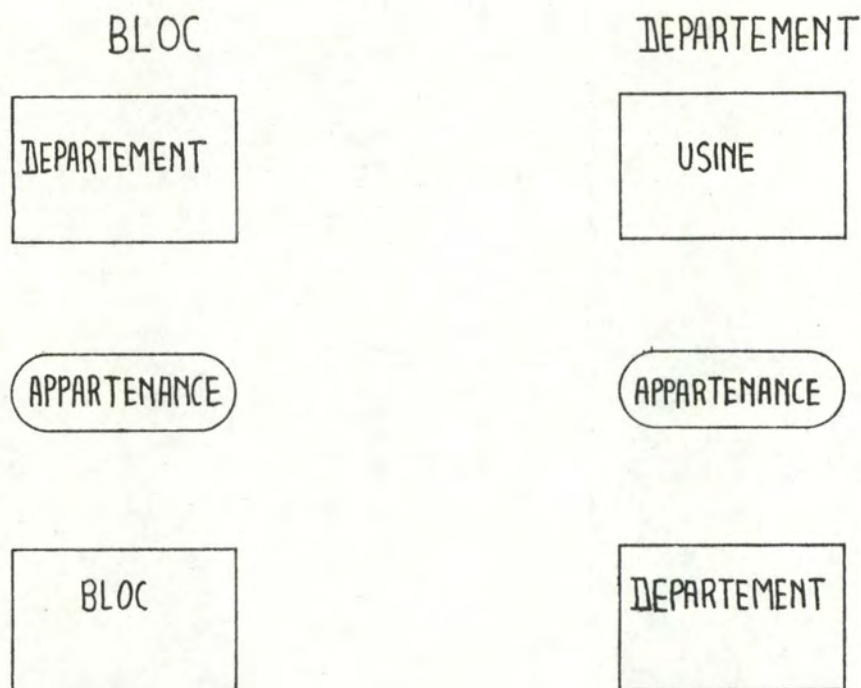 BLOC
DEPARTEMENT
APPARTENANCE
BLOC
DEPARTEMENT
USINE
APPARTENANCE
DEPARTEMENT